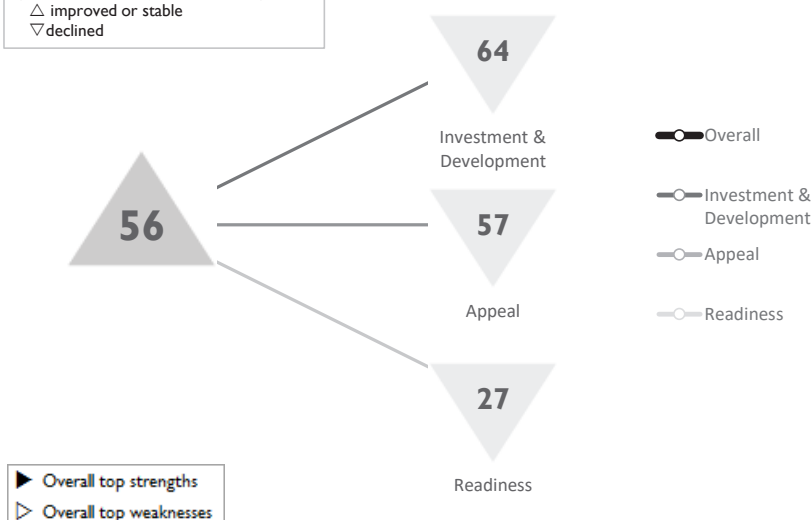 △ improved or stable
▽ declined
64
Investment &
Development
56
57
Appeal
27
Readiness
Overall
Investment &
Development
Appeal
Readiness
▶ Overall top strengths
▷ Overall top weaknesses